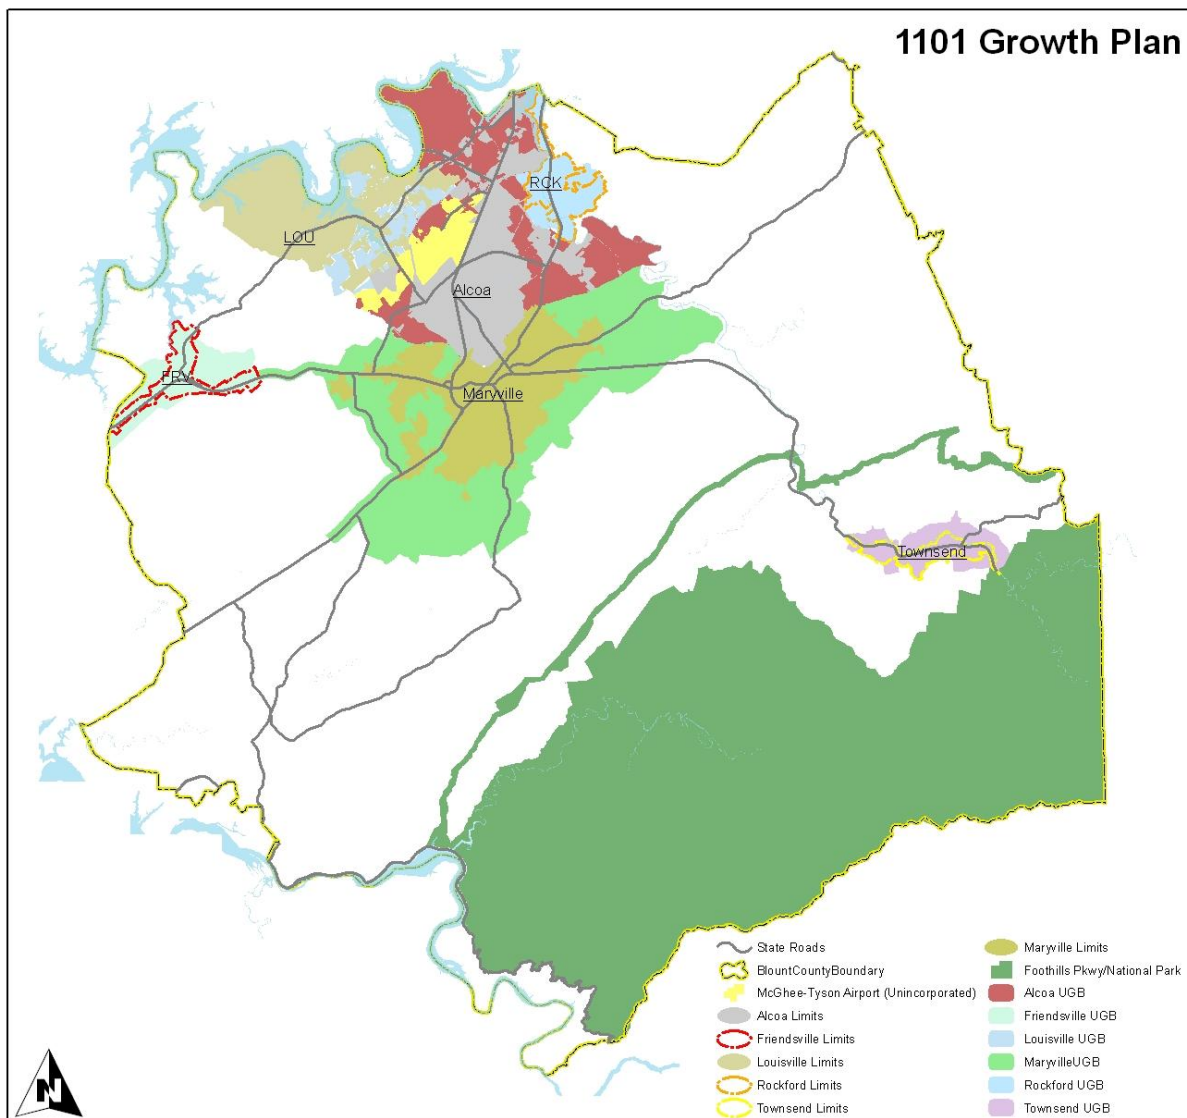 1101 Growth Plan
RCK
LOU
Alcoa
FRV
Maryville
Townsend
State Roads
BlountCountyBoundary
McGhee-Tyson Airport (Unincorporated)
Alcoa Limits
Friendsville Limits
Louisville Limits
Rockford Limits
Townsend Limits
Maryville Limits
Foothills Pkwy/National Park
Alcoa UGB
Friendsville UGB
Louisville UGB
MaryvilleUGB
Rockford UGB
Townsend UGB
N